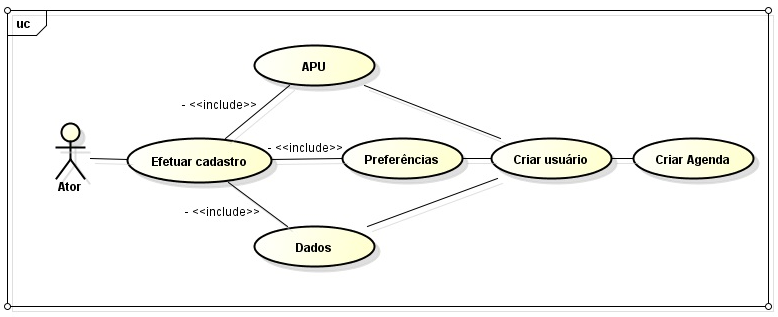 uc
APU
- <<include>>
Efetuar cadastro
- <<include>>
Preferências
Criar usuário
Criar Agenda
Ator
- <<include>>
Dados